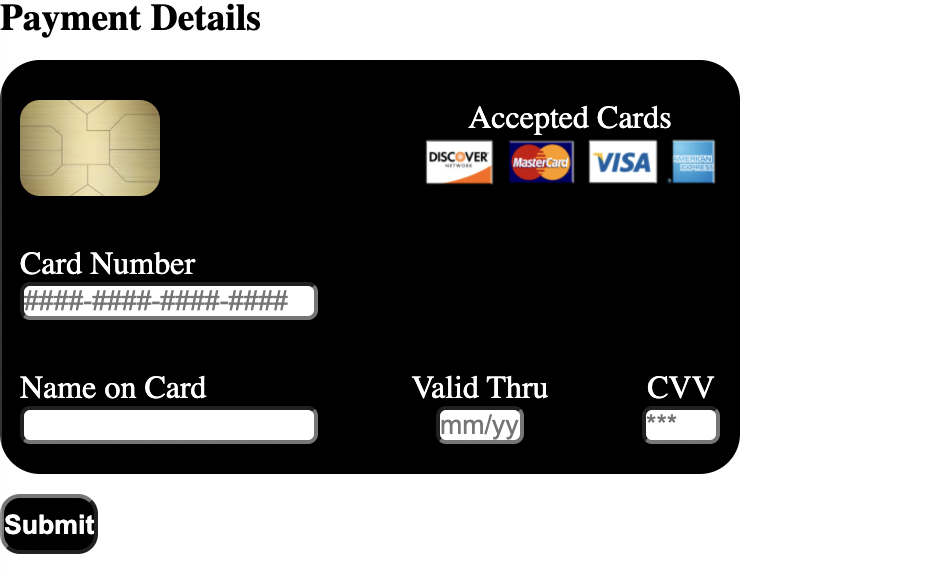 Payment Details
Accepted Cards
DISCOVER
NETWORK
MasterCard
VISA
AMERICAN
EXPRESS
Card Number
####-####-####-####
Name on Card
Valid Thru
CVV
mm/yy
***
Submit